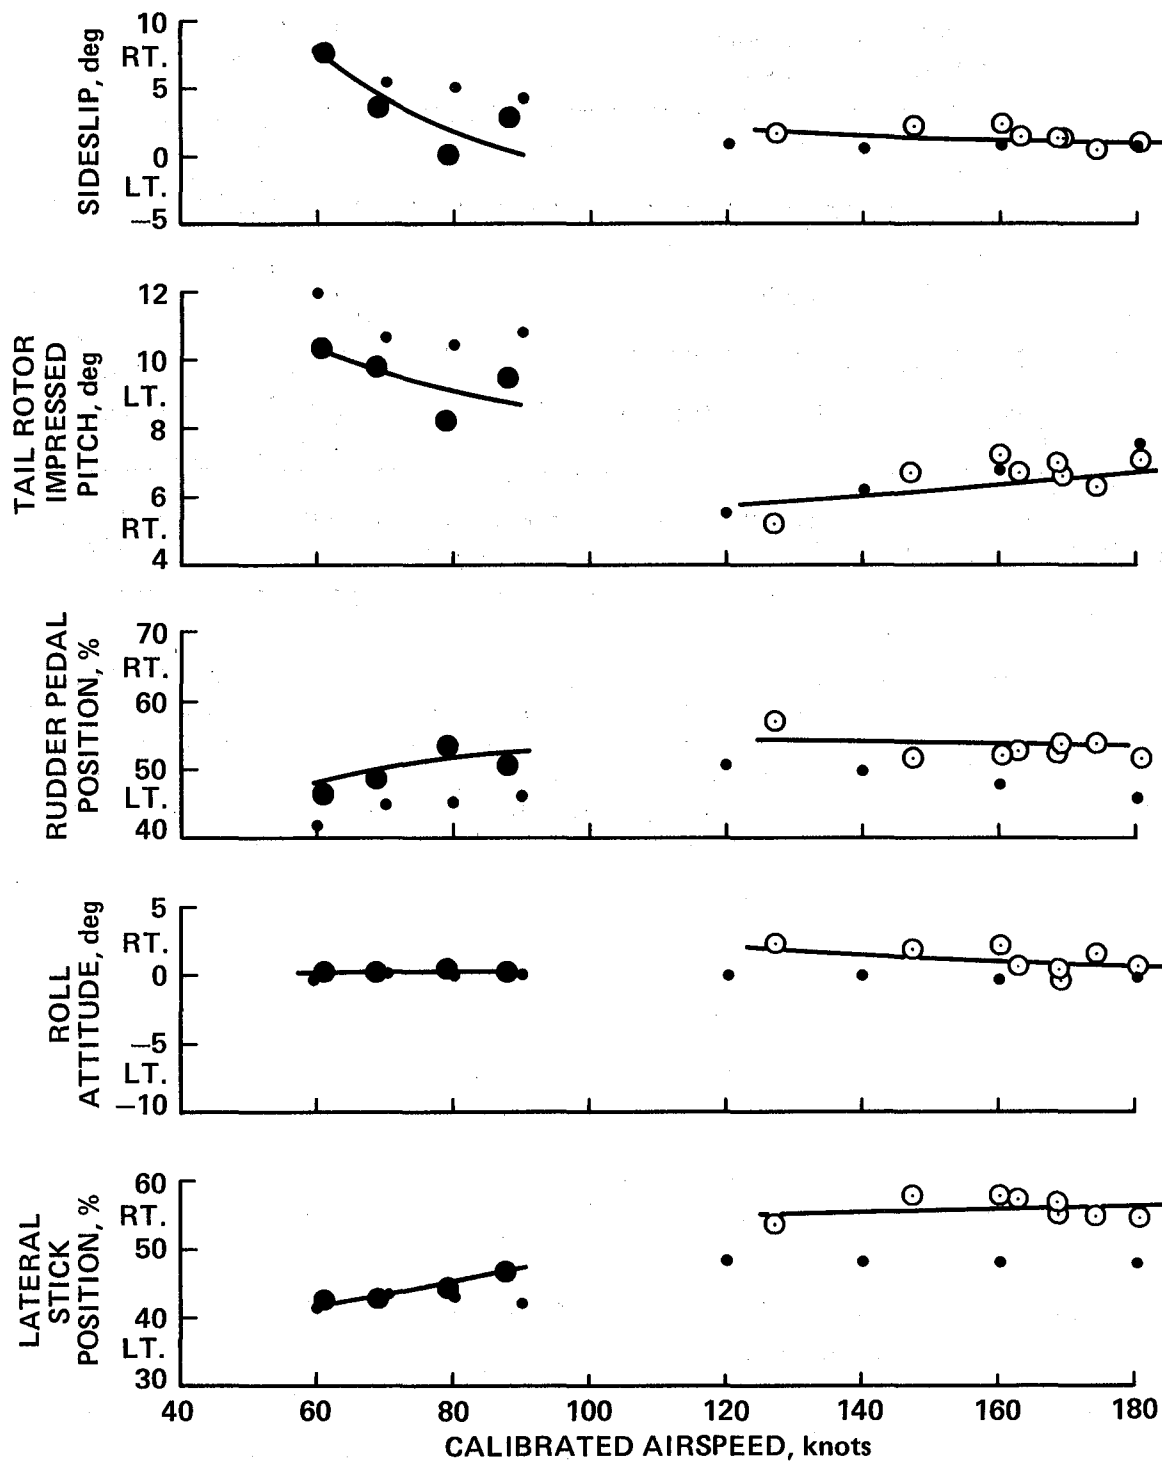 SIDESLIP, deg
10
RT.
5
0
LT.
–5
TAIL ROTOR
IMPRESSED
PITCH, deg
12
10
LT.
8
6
RT.
4
RUDDER PEDAL
POSITION, %
70
RT.
60
50
LT.
40
ROLL
ATTITUDE, deg
5
RT.
0
–5
LT.
–10
LATERAL
STICK
POSITION, %
60
RT.
50
40
LT.
30
40 60 80 100 120 140 160 180
CALIBRATED AIRSPEED, knots